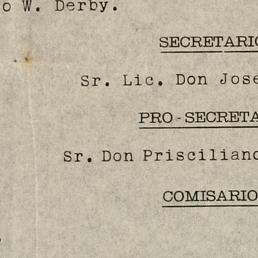 o W. Derby.
SECRETARIO
Sr. Lic. Don Jose
PRO-SECRETA
Sr. Don Prisciliano
COMISARIO